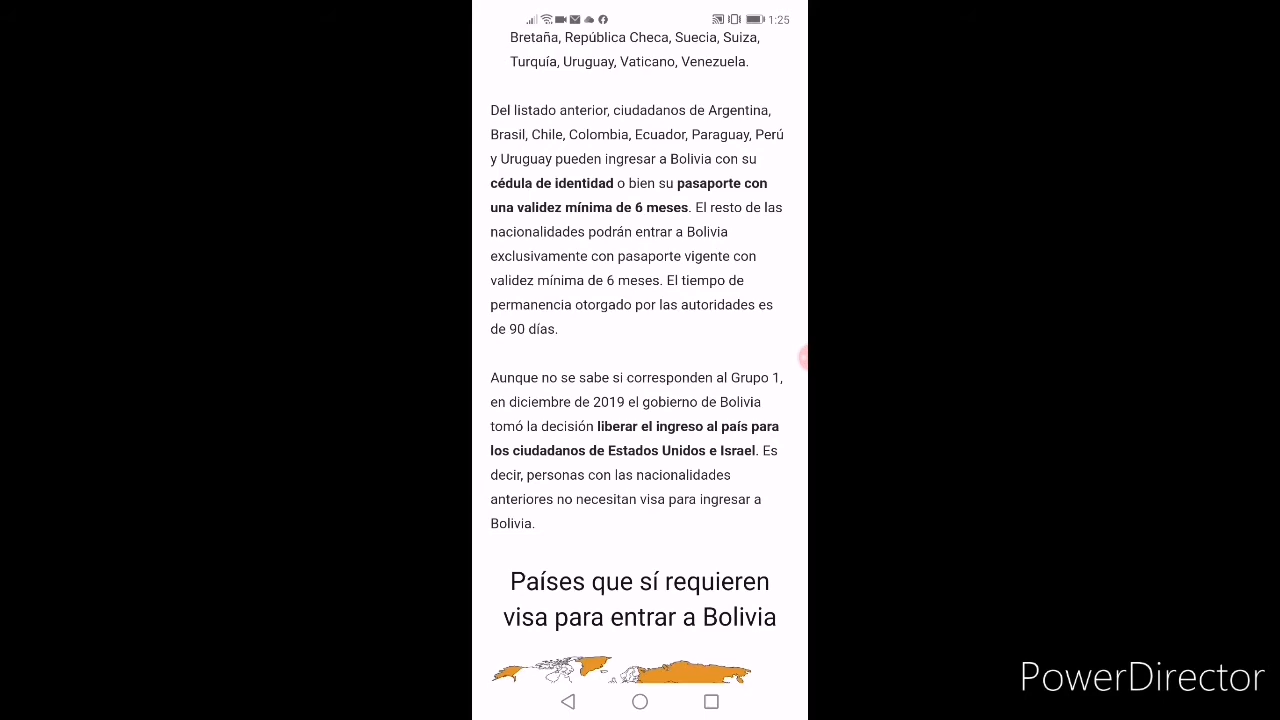 1:25
Bretaña, República Checa, Suecia, Suiza,
Turquía, Uruguay, Vaticano, Venezuela.
Del listado anterior, ciudadanos de Argentina,
Brasil, Chile, Colombia, Ecuador, Paraguay, Perú
y Uruguay pueden ingresar a Bolivia con su
cédula de identidad o bien su pasaporte con
una validez mínima de 6 meses. El resto de las
nacionalidades podrán entrar a Bolivia
exclusivamente con pasaporte vigente con
validez mínima de 6 meses. El tiempo de
permanencia otorgado por las autoridades es
de 90 días.
Aunque no se sabe si corresponden al Grupo 1,
en diciembre de 2019 el gobierno de Bolivia
tomó la decisión liberar el ingreso al país para
los ciudadanos de Estados Unidos e Israel. Es
decir, personas con las nacionalidades
anteriores no necesitan visa para ingresar a
Bolivia.
Países que sí requieren
visa para entrar a Bolivia
PowerDirector